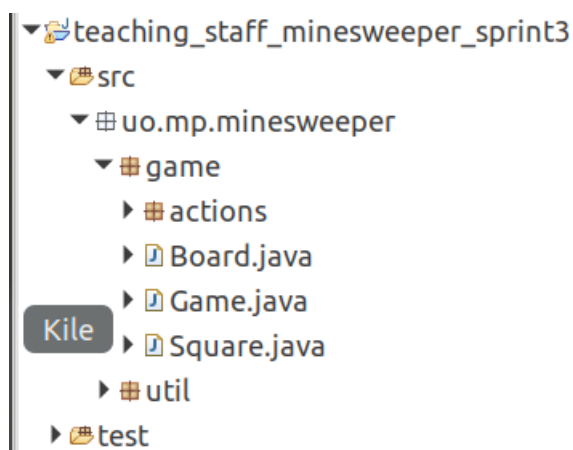 teaching_staff_minesweeper_sprint3
src
uo.mp.minesweeper
game
actions
Board.java
Game.java
Kile
Square.java
util
test